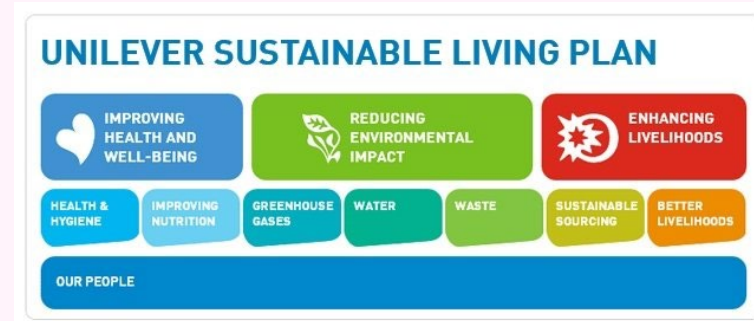 UNILEVER SUSTAINABLE LIVING PLAN
IMPROVING
HEALTH AND
WELL-BEING
REDUCING
ENVIRONMENTAL
IMPACT
ENHANCING
LIVELIHOODS
HEALTH &
HYGIENE
IMPROVING
NUTRITION
GREENHOUSE
GASES
WATER
WASTE
SUSTAINABLE
SOURCING
BETTER
LIVELIHOODS
OUR PEOPLE